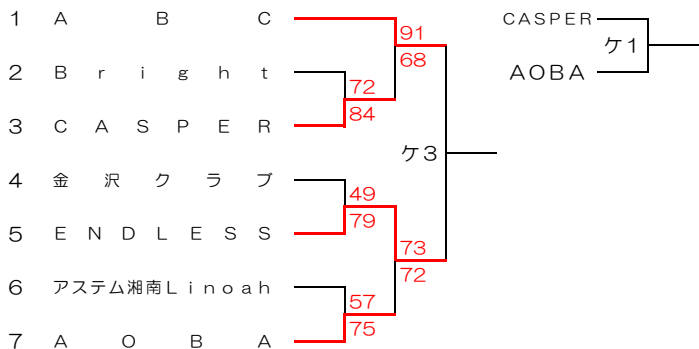 1 ABC
91
68
2 Bright
72
84
3 CASPER
ケ3
4 金沢クラブ
49
79
5 ENDLESS
73
72
6 アステム湘南Linoah
57
75
7 AOBA
CASPER
ケ1
AOBA